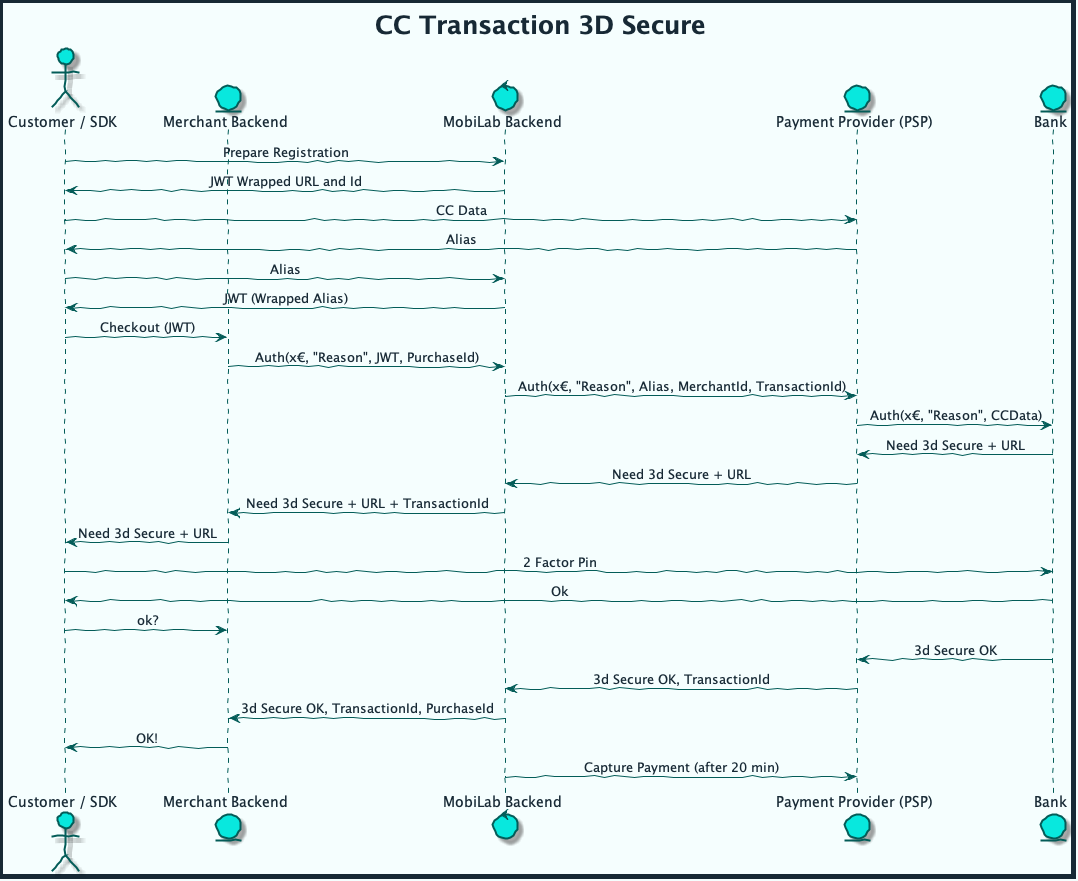 CC Transaction 3D Secure
Customer / SDK
Merchant Backend
MobiLab Backend
Payment Provider (PSP)
Bank
Prepare Registration
JWT Wrapped URL and Id
CC Data
Alias
Alias
JWT (Wrapped Alias)
Checkout (JWT)
Auth(x€, "Reason", JWT, PurchaseId)
Auth(x€, "Reason", Alias, MerchantId, TransactionId)
Auth(x€, "Reason", CCData)
Need 3d Secure + URL
Need 3d Secure + URL
Need 3d Secure + URL + TransactionId
Need 3d Secure + URL
2 Factor Pin
Ok
ok?
3d Secure OK
3d Secure OK, TransactionId
3d Secure OK, TransactionId, PurchaseId
OK!
Capture Payment (after 20 min)
Customer / SDK
Merchant Backend
MobiLab Backend
Payment Provider (PSP)
Bank